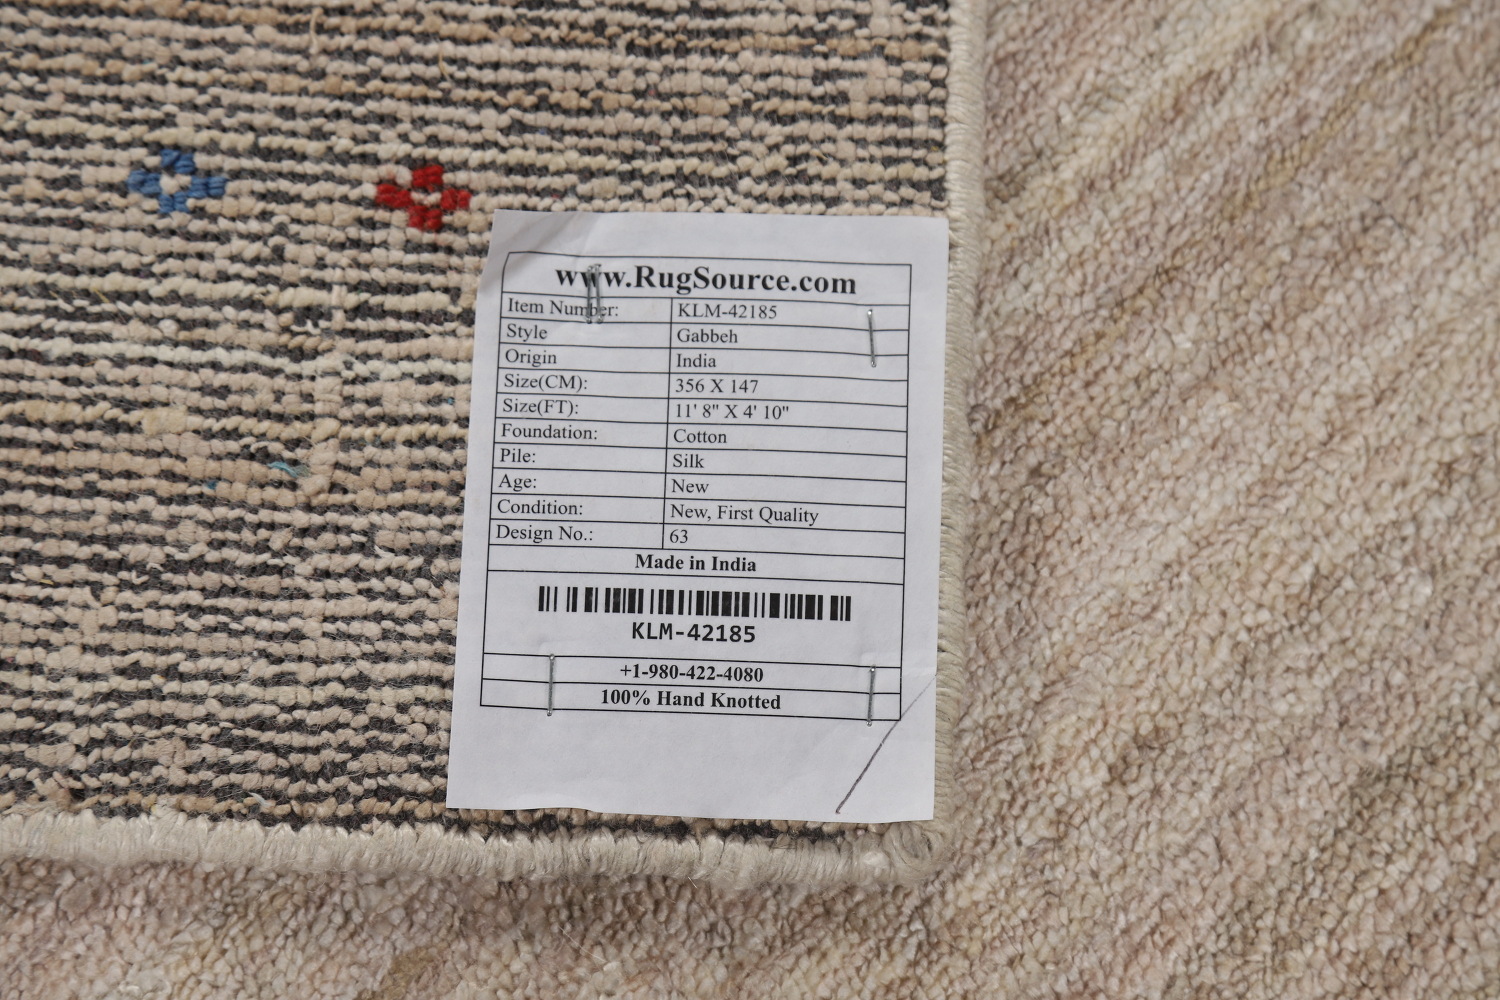 www.RugSource.com
Item Number: KLM-42185
Style Gabbeh
Origin India
Size(CM): 356 X 147
Size(FT): 11' 8" X 4' 10"
Foundation: Cotton
Pile: Silk
Age: New
Condition: New, First Quality
Design No.: 63
Made in India
KLM-42185
+1-980-422-4080
100% Hand Knotted